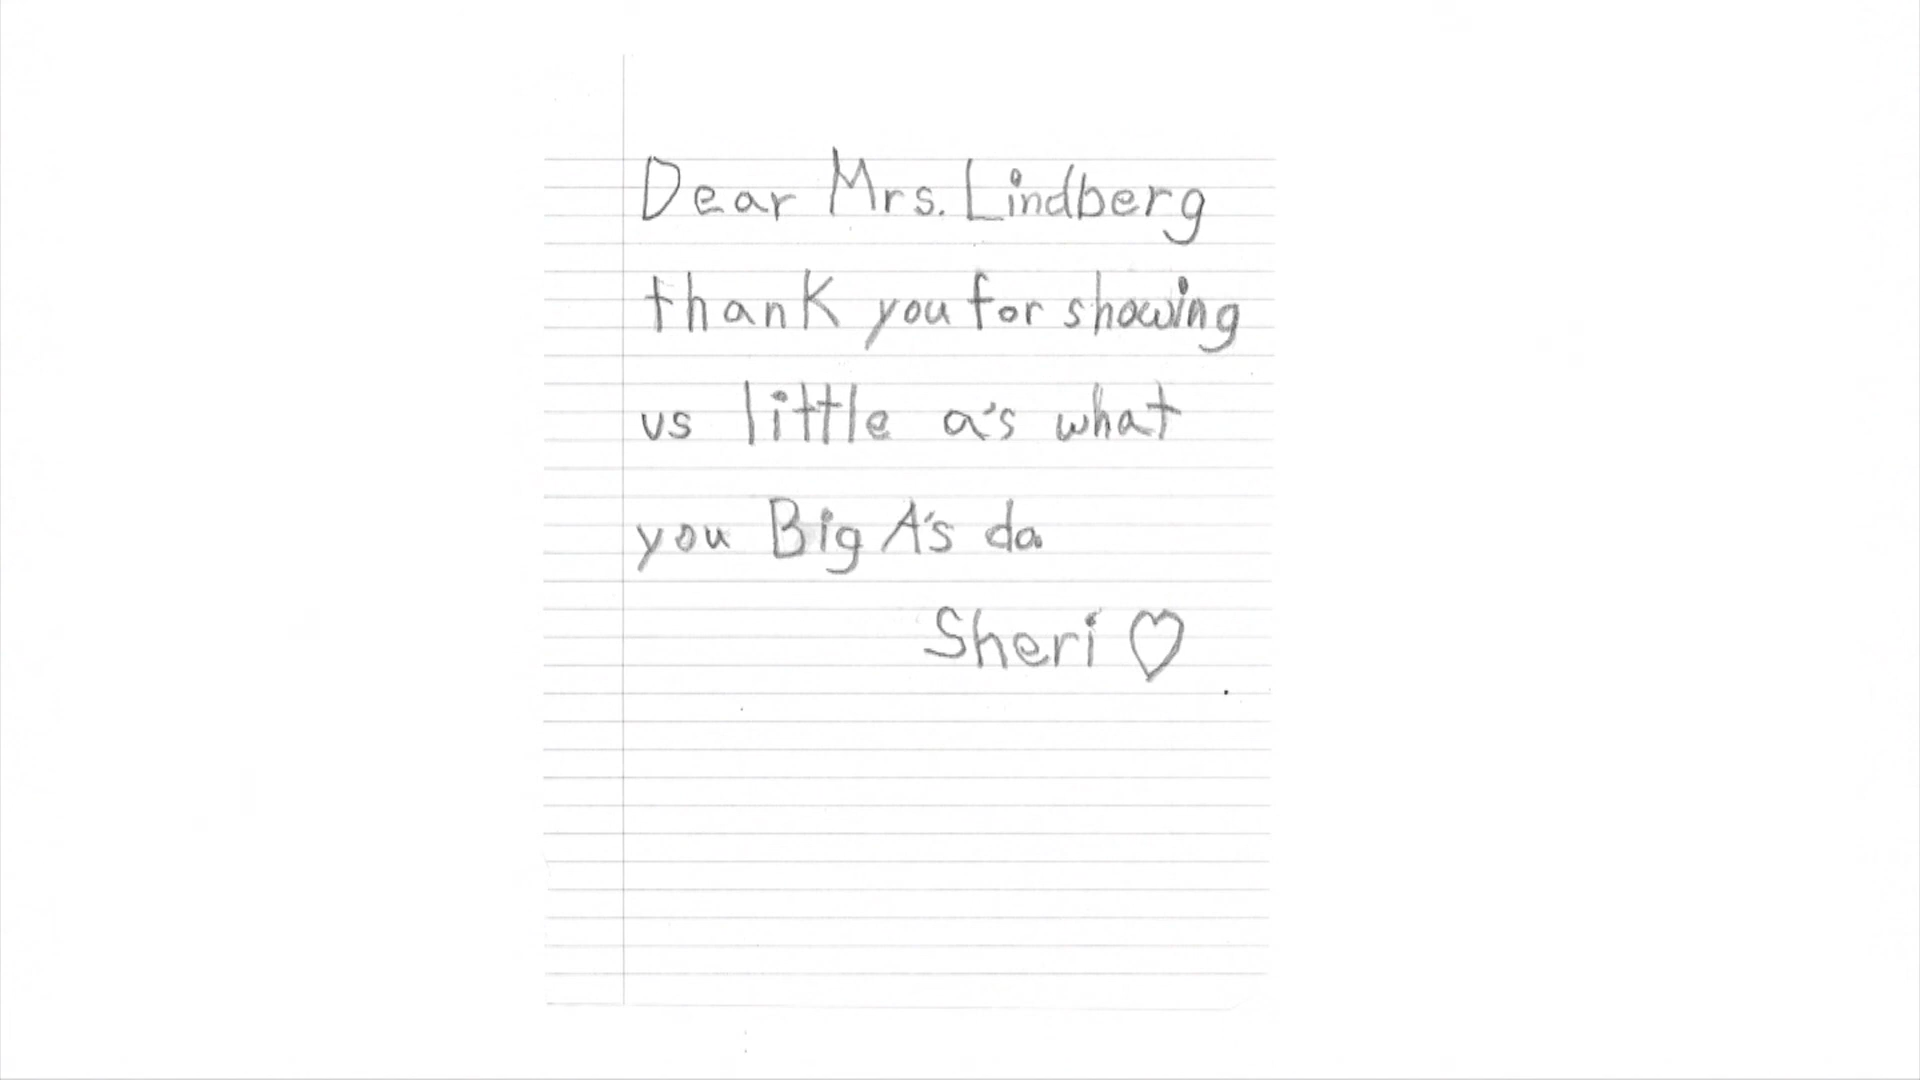 Dear Mrs. Lindberg
thank you for showing
us little a's what
you Big A's do
Sheri ♡